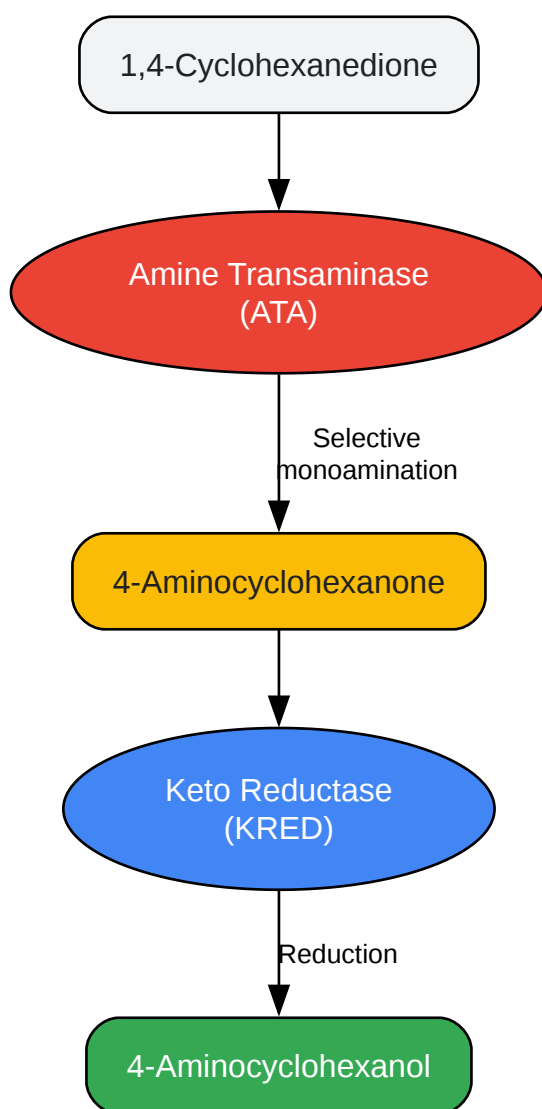 1,4-Cyclohexanedione
Amine Transaminase
(ATA)
Selective
monoamination
4-Aminocyclohexanone
Keto Reductase
(KRED)
Reduction
4-Aminocyclohexanol